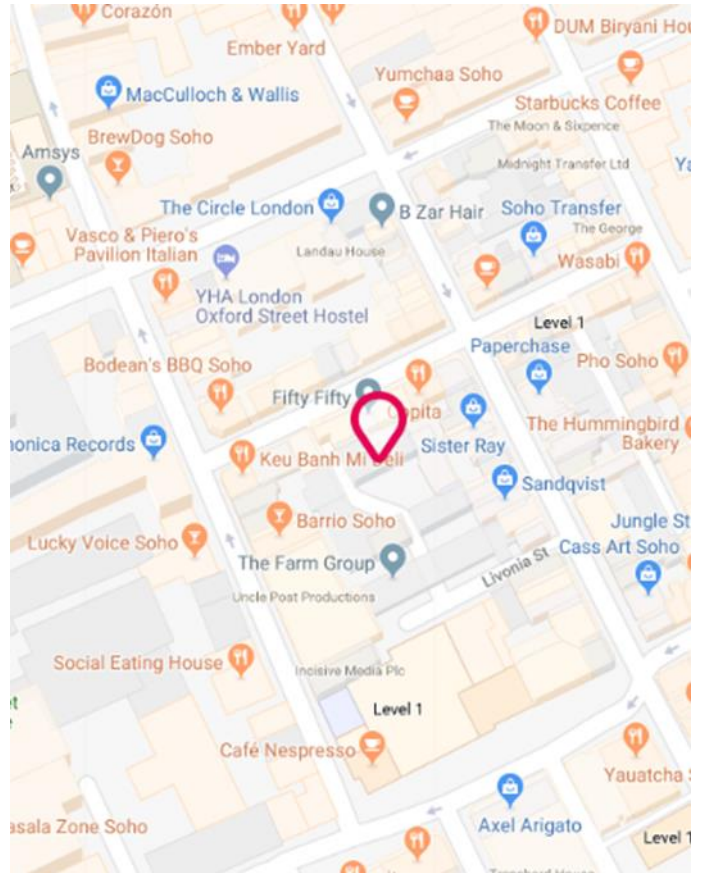 Corazón
DUM Biryani Hou
Ember Yard
Yumchaa Soho
MacCulloch & Wallis
Starbucks Coffee
The Moon & Sixpence
BrewDog Soho
Amsys
Midnight Transfer Ltd
Ya
The Circle London
B Zar Hair
Soho Transfer
The George
Vasco & Piero's
Pavilion Italian
Landau House
Wasabi
YHA London
Oxford Street Hostel
Level 1
Paperchase
Bodean's BBQ Soho
Pho Soho
Fifty Fifty
Copita
The Hummingbird
Bakery
onica Records
Sister Ray
Keu Banh Mi Deli
Sandqvist
Barrio Soho
Jungle St
Lucky Voice Soho
Cass Art Soho
The Farm Group
Livonia St
Uncle Post Productions
Social Eating House
Incisive Media Plc
et
Level 1
Café Nespresso
Yauatcha S
asala Zone Soho
Axel Arigato
Level 1